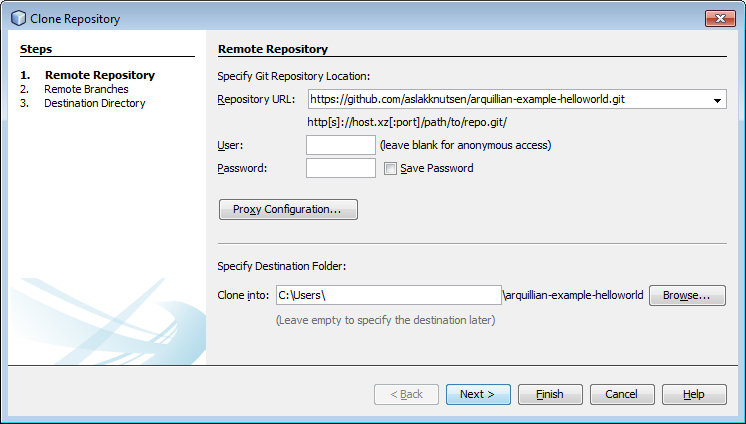 Clone Repository
Steps
1. Remote Repository
2. Remote Branches
3. Destination Directory
Remote Repository
Specify Git Repository Location:
Repository URL: https://github.com/aslakknutsen/arquillian-example-helloworld.git
http[s]://host.xz[:port]/path/to/repo.git/
User: (leave blank for anonymous access)
Password: Save Password
Proxy Configuration...
Specify Destination Folder:
Clone into: C:\Users\ \arquillian-example-helloworld Browse...
(Leave empty to specify the destination later)
< Back Next > Finish Cancel Help